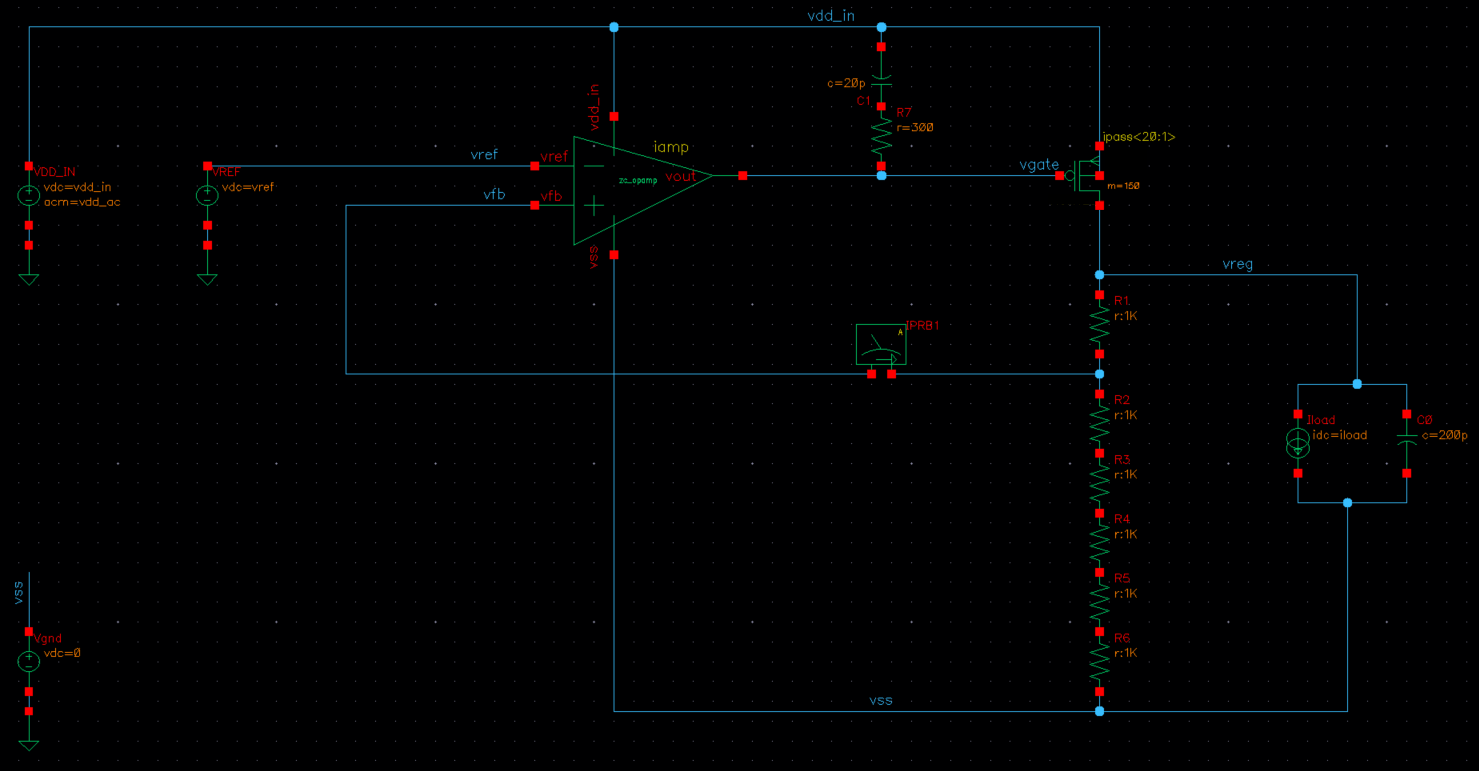 vdd_in
vdd_in
c=20p
C1
R7
r=300
iamp
ipass<20:1>
vref
vref
vgate
VDD_IN
vdc=vdd_in
acm=vdd_ac
VREF
vdc=vref
vout
zc_opamp
m=160
vfb
vfb
vss
vreg
R1
r:1K
IPRB1
A
R2
r:1K
Iload
idc=iload
C0
c=200p
R3
r:1K
R4
r:1K
R5
r:1K
vss
R6
r:1K
Vgnd
vdc=0
vss